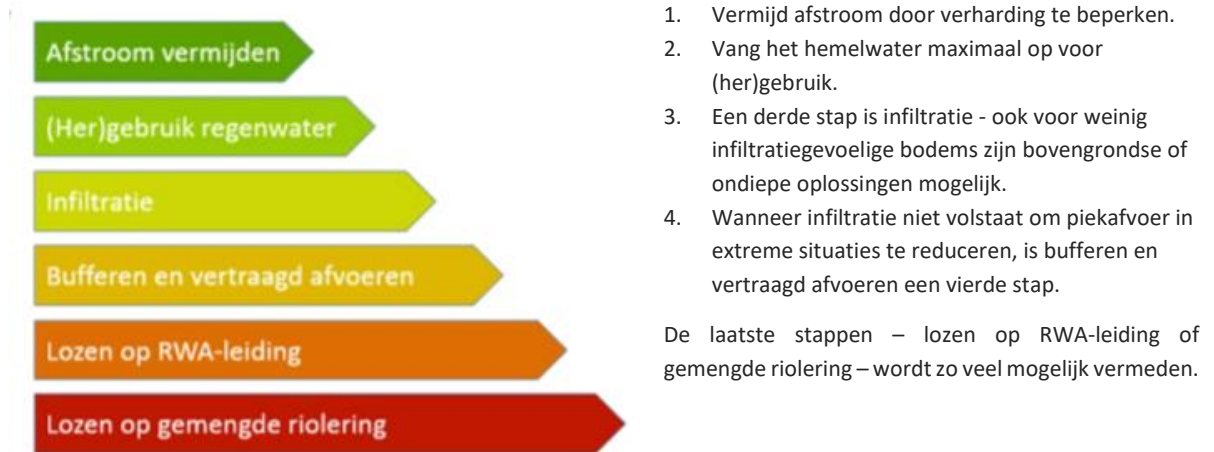 Afstroom vermijden
(Her)gebruik regenwater
Infiltratie
Bufferen en vertraagd afvoeren
Lozen op RWA-leiding
Lozen op gemengde riolering
1. Vermijd afstroom door verharding te beperken.
2. Vang het hemelwater maximaal op voor
(her)gebruik.
3. Een derde stap is infiltratie - ook voor weinig
infiltratiegevoelige bodems zijn bovengrondse of
ondiepe oplossingen mogelijk.
4. Wanneer infiltratie niet volstaat om piekafvoer in
extreme situaties te reduceren, is bufferen en
vertraagd afvoeren een vierde stap.
De laatste stappen – lozen op RWA-leiding of
gemengde riolering – wordt zo veel mogelijk vermeden.